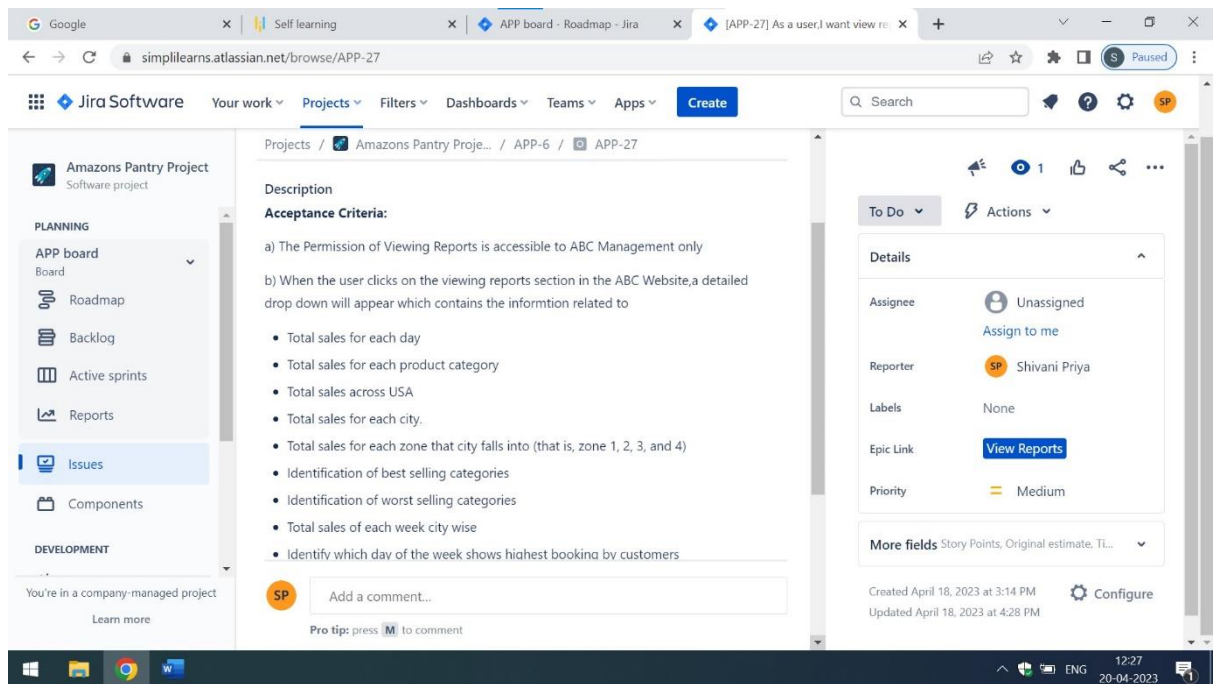 Google
Self learning
APP board - Roadmap - Jira
[APP-27] As a user,I want view re
simplilearns.atlassian.net/browse/APP-27
S Paused
Jira Software Your work Projects Filters Dashboards Teams Apps Create Search SP
Amazons Pantry Project
Software project
PLANNING
APP board
Board
Roadmap
Backlog
Active sprints
Reports
Issues
Components
DEVELOPMENT
You're in a company-managed project
Learn more
Projects / Amazons Pantry Proje... / APP-6 / APP-27
Description
Acceptance Criteria:
a) The Permission of Viewing Reports is accessible to ABC Management only
b) When the user clicks on the viewing reports section in the ABC Website,a detailed
drop down will appear which contains the informtion related to
• Total sales for each day
• Total sales for each product category
• Total sales across USA
• Total sales for each city.
• Total sales for each zone that city falls into (that is, zone 1, 2, 3, and 4)
• Identification of best selling categories
• Identification of worst selling categories
• Total sales of each week city wise
• Identify which day of the week shows highest booking by customers
SP Add a comment...
Pro tip: press M to comment
1
To Do Actions
Details
Assignee Unassigned
Assign to me
Reporter SP Shivani Priya
Labels None
Epic Link View Reports
Priority Medium
More fields Story Points, Original estimate, Ti...
Created April 18, 2023 at 3:14 PM
Updated April 18, 2023 at 4:28 PM
Configure
ENG
12:27
20-04-2023
1